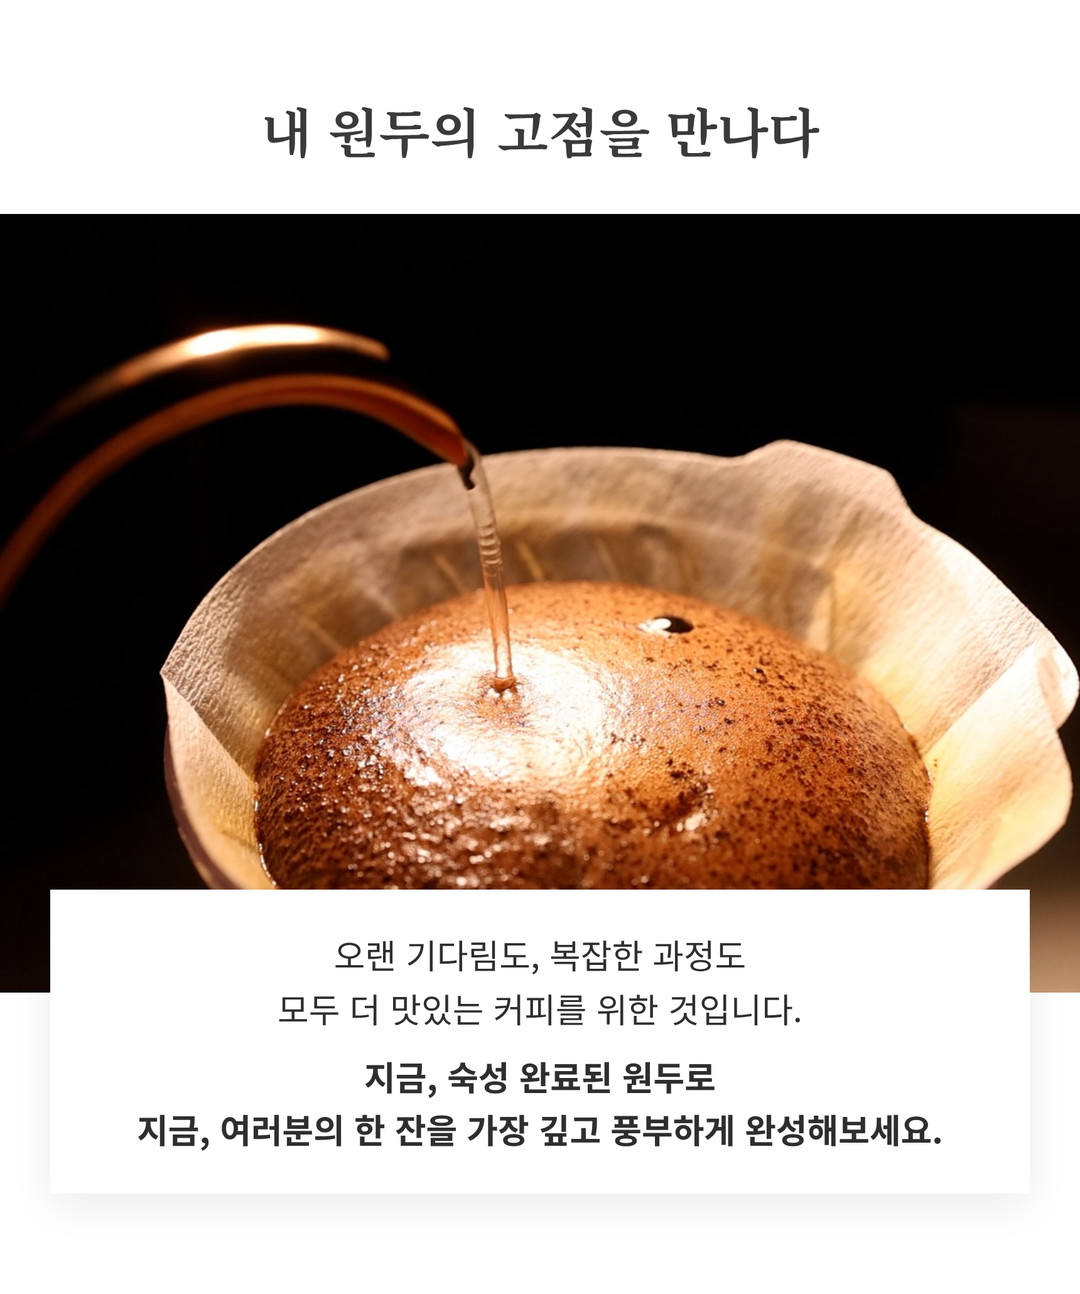 내 원두의 고점을 만나다
오랜 기다림도, 복잡한 과정도
모두 더 맛있는 커피를 위한 것입니다.
지금, 숙성 완료된 원두로
지금, 여러분의 한 잔을 가장 깊고 풍부하게 완성해보세요.